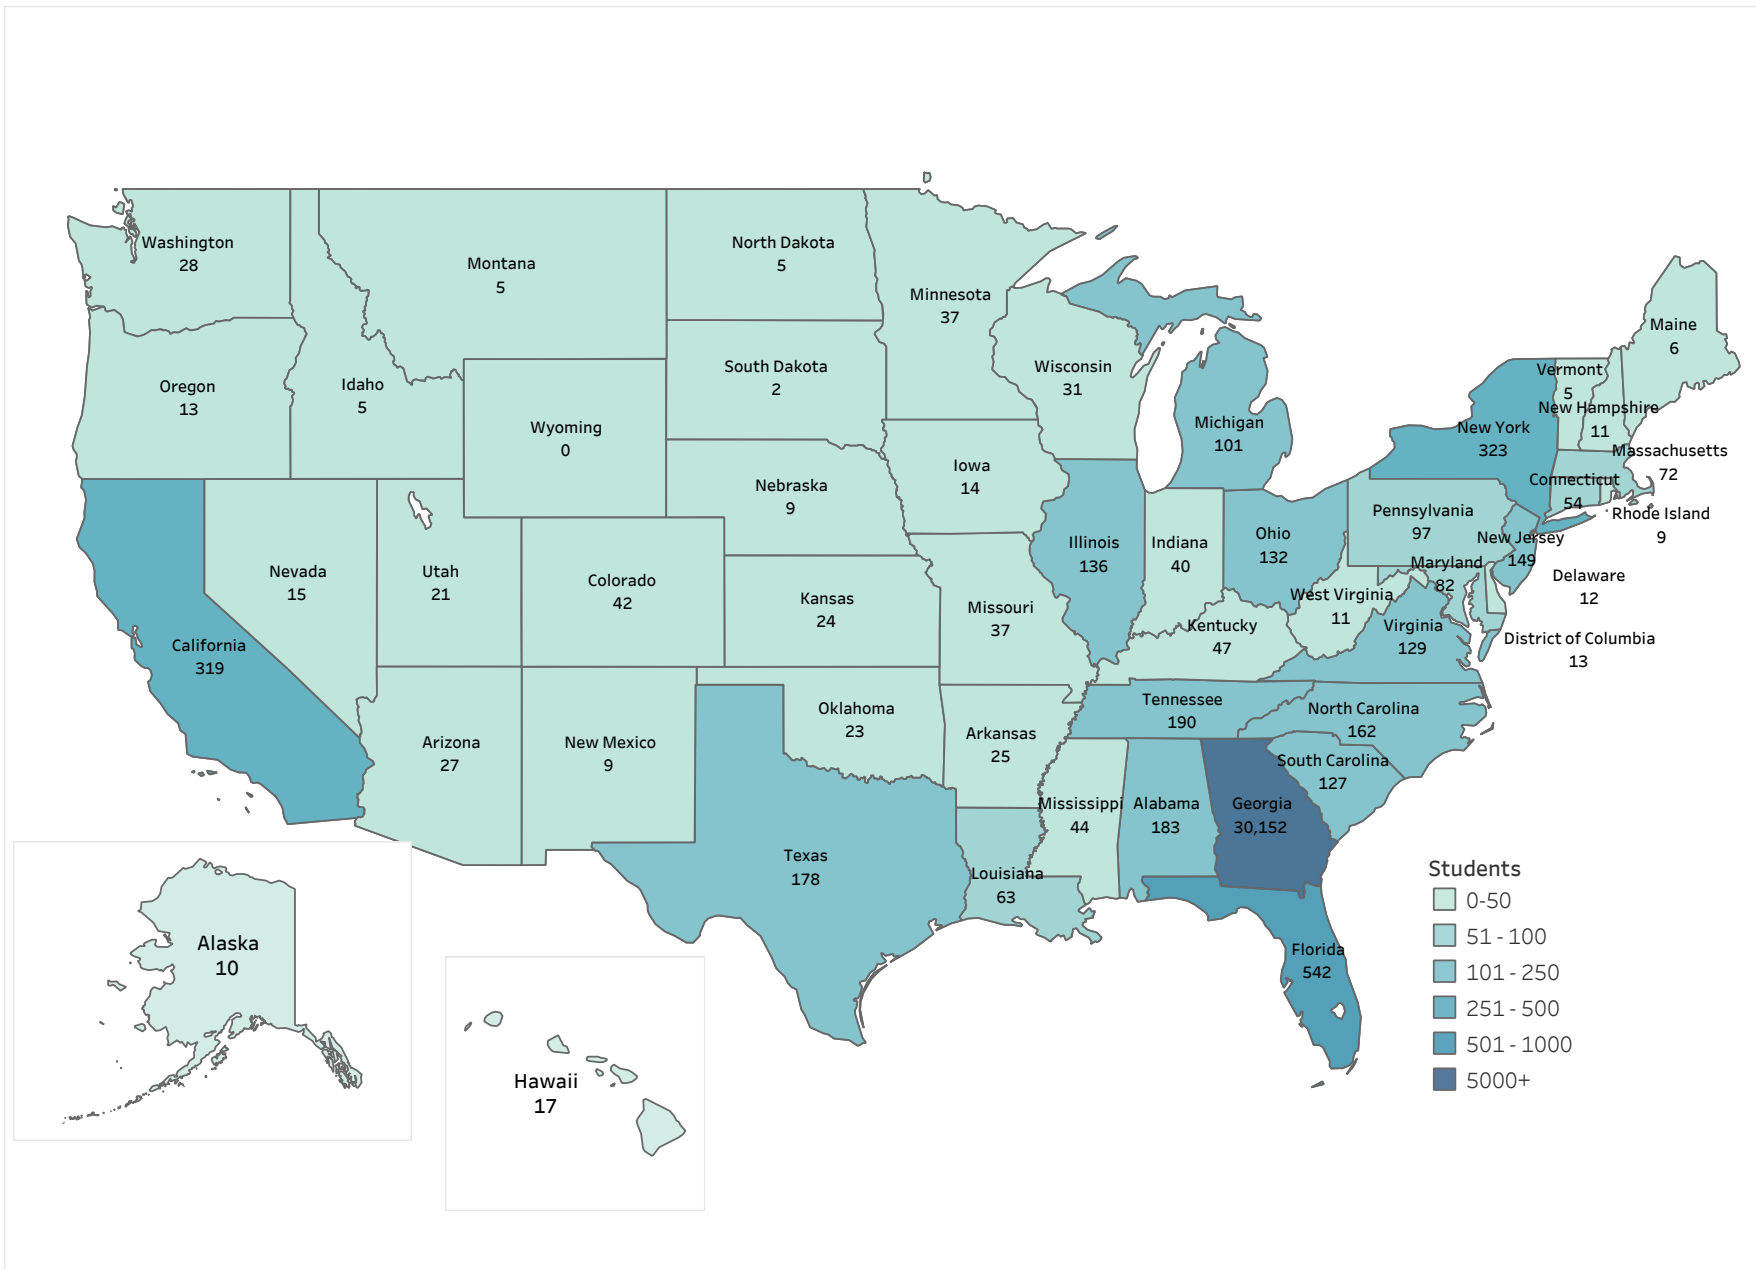 Washington
28
Montana
5
North Dakota
5
Minnesota
37
Maine
6
Oregon
13
Idaho
5
South Dakota
2
Wisconsin
31
Vermont
5
New Hampshire
11
Wyoming
0
Michigan
101
New York
323
Massachusetts
72
Iowa
14
Nebraska
9
Connecticut
54
Rhode Island
9
Pennsylvania
97
New Jersey
149
Nevada
15
Utah
21
Colorado
42
Kansas
24
Missouri
37
Illinois
136
Indiana
40
Ohio
132
Maryland
82
Delaware
12
West Virginia
11
Kentucky
47
Virginia
129
District of Columbia
13
California
319
Arizona
27
New Mexico
9
Oklahoma
23
Arkansas
25
Tennessee
190
North Carolina
162
South Carolina
127
Mississippi
44
Alabama
183
Georgia
30,152
Texas
178
Louisiana
63
Florida
542
Alaska
10
Hawaii
17
Students
0-50
51 - 100
101 - 250
251 - 500
501 - 1000
5000+